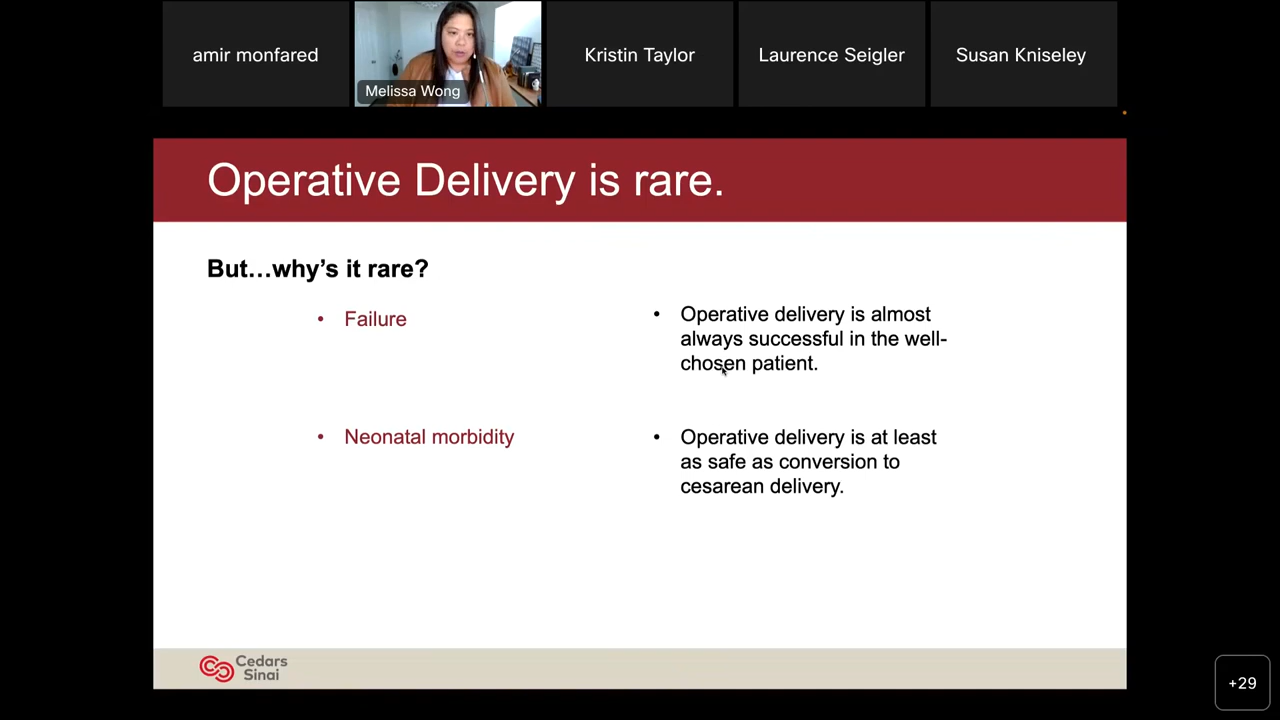 amir monfared
Melissa Wong
Kristin Taylor
Laurence Seigler
Susan Kniseley
Operative Delivery is rare.
But…why’s it rare?
• Failure
• Operative delivery is almost
always successful in the well-
chosen patient.
• Neonatal morbidity
• Operative delivery is at least
as safe as conversion to
cesarean delivery.
Cedars
Sinai
+29